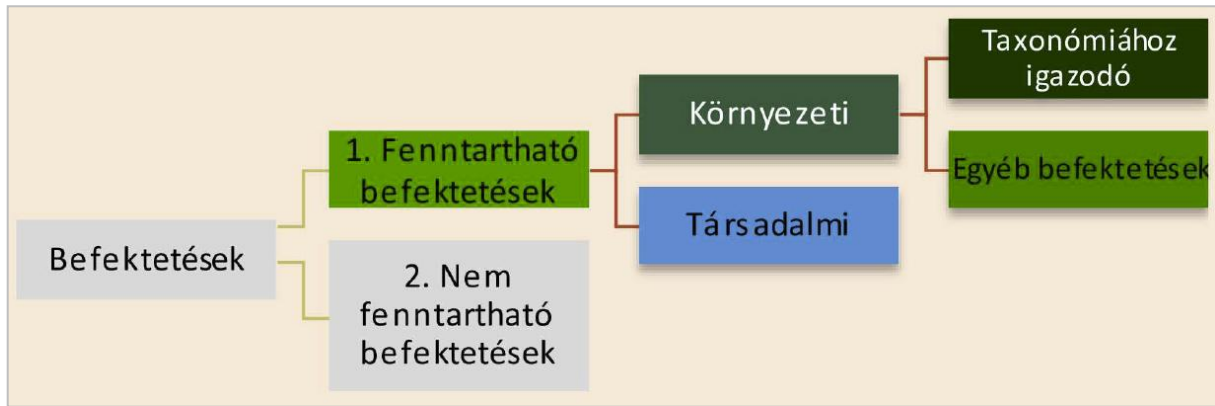 Befektetések
1. Fenntartható
befektetések
2. Nem
fenntartható
befektetések
Környezeti
Társadalmi
Taxonómiához
igazodó
Egyéb befektetések